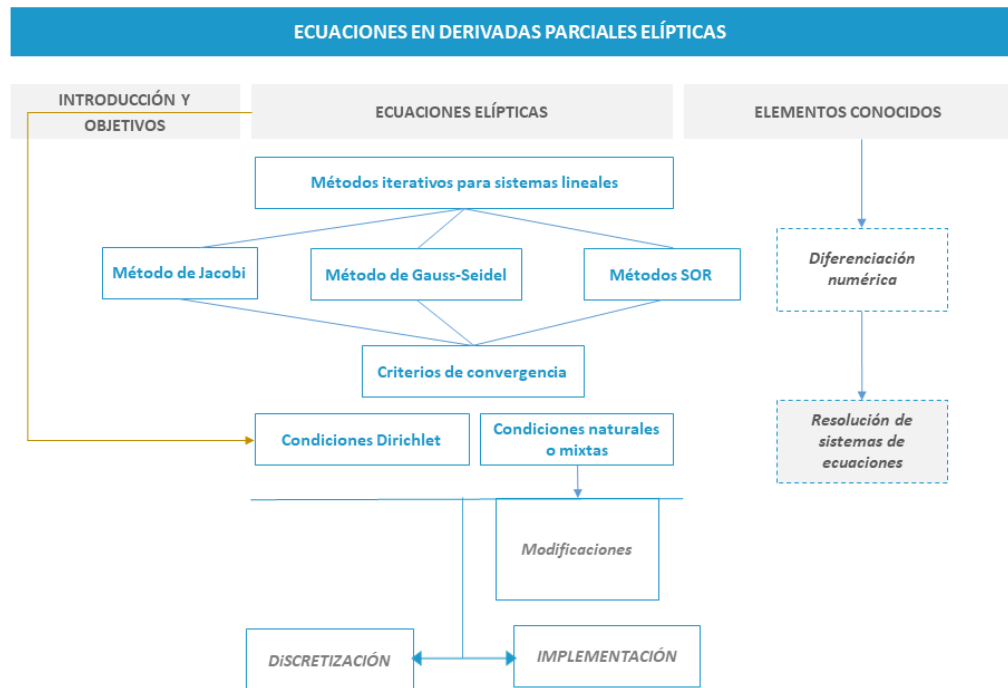 ECUACIONES EN DERIVADAS PARCIALES ELÍPTICAS
INTRODUCCIÓN Y
OBJETIVOS
ECUACIONES ELÍPTICAS
ELEMENTOS CONOCIDOS
Métodos iterativos para sistemas lineales
Método de Jacobi
Método de Gauss-Seidel
Métodos SOR
Diferenciación
numérica
Criterios de convergencia
Condiciones Dirichlet
Condiciones naturales
o mixtas
Resolución de
sistemas de
ecuaciones
Modificaciones
DiSCRETIZACIÓN
IMPLEMENTACIÓN